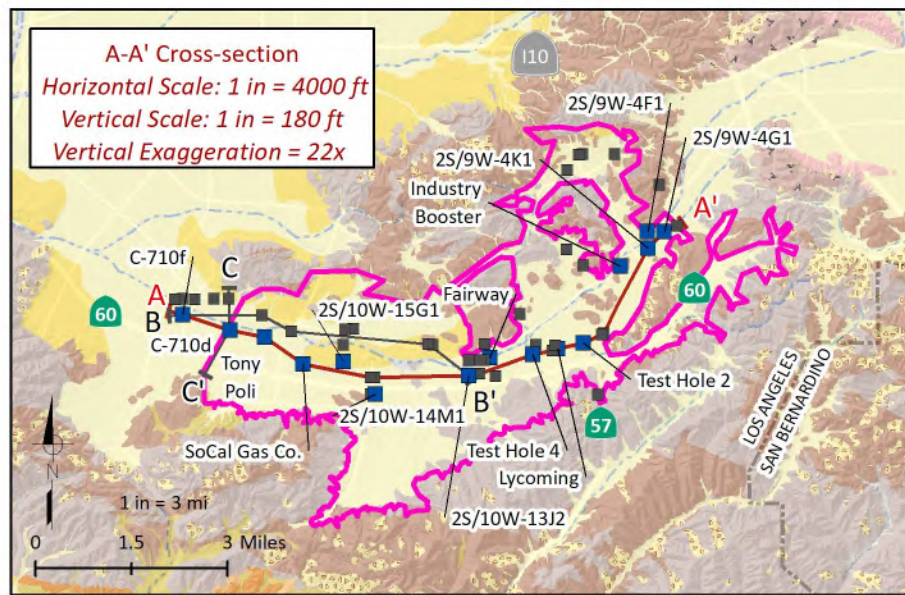 A-A' Cross-section
Horizontal Scale: 1 in = 4000 ft
Vertical Scale: 1 in = 180 ft
Vertical Exaggeration = 22x
I10
2S/9W-4F1
2S/9W-4G1
2S/9W-4K1
Industry
Booster
A'
C-710f
C
A
60
B
60
Fairway
2S/10W-15G1
C-710d
Tony
Poli
C'
B'
Test Hole 2
2S/10W-14M1
SoCal Gas Co.
57
Test Hole 4
Lycoming
LOS ANGELES
SAN BERNARDINO
N
1 in = 3 mi
2S/10W-13J2
0 1.5 3 Miles